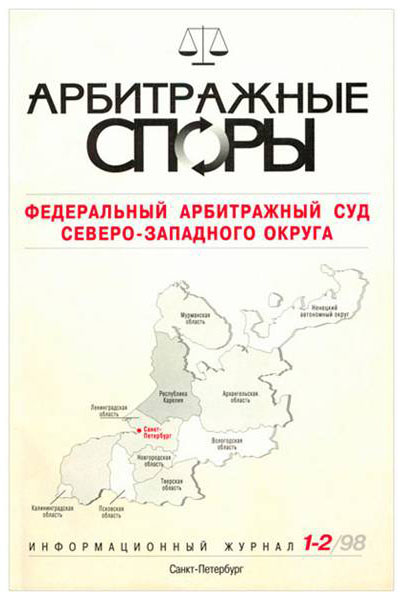 АРБИТРАЖНЫЕ
СПОРЫ
ФЕДЕРАЛЬНЫЙ АРБИТРАЖНЫЙ СУД
СЕВЕРО-ЗАПАДНОГО ОКРУГА
Мурманская
область
Ненецкий
автономный округ
Республика
Карелия
Архангельская
область
Ленинградская
область
Санкт-
Петербург
Вологодская
область
Новгородская
область
Тверская
область
Калининградская
область
Псковская
область
ИНФОРМАЦИОННЫЙ ЖУРНАЛ 1-2/98
Санкт-Петербург